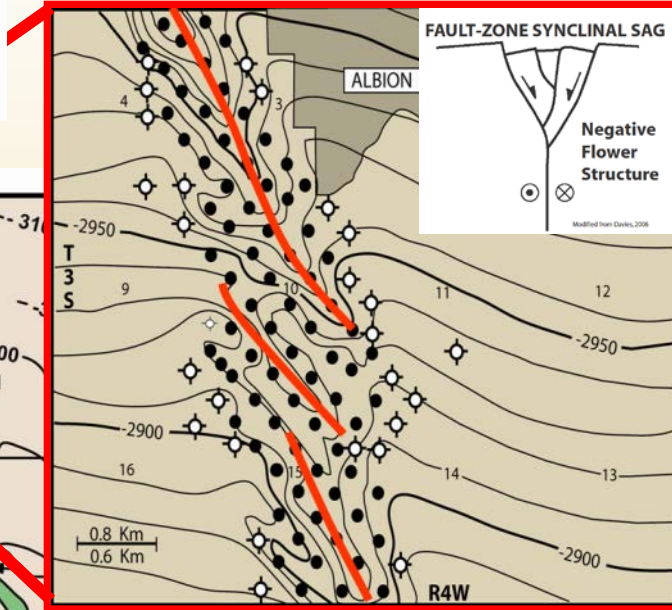 FAULT-ZONE SYNCLINAL SAG
Negative
Flower
Structure
Modified from Davies, 2006
ALBION
4
3
-2950
T
3
S
9
10
11
12
-2950
-2900
16
15
14
13
-2900
0.8 Km
0.6 Km
R4W